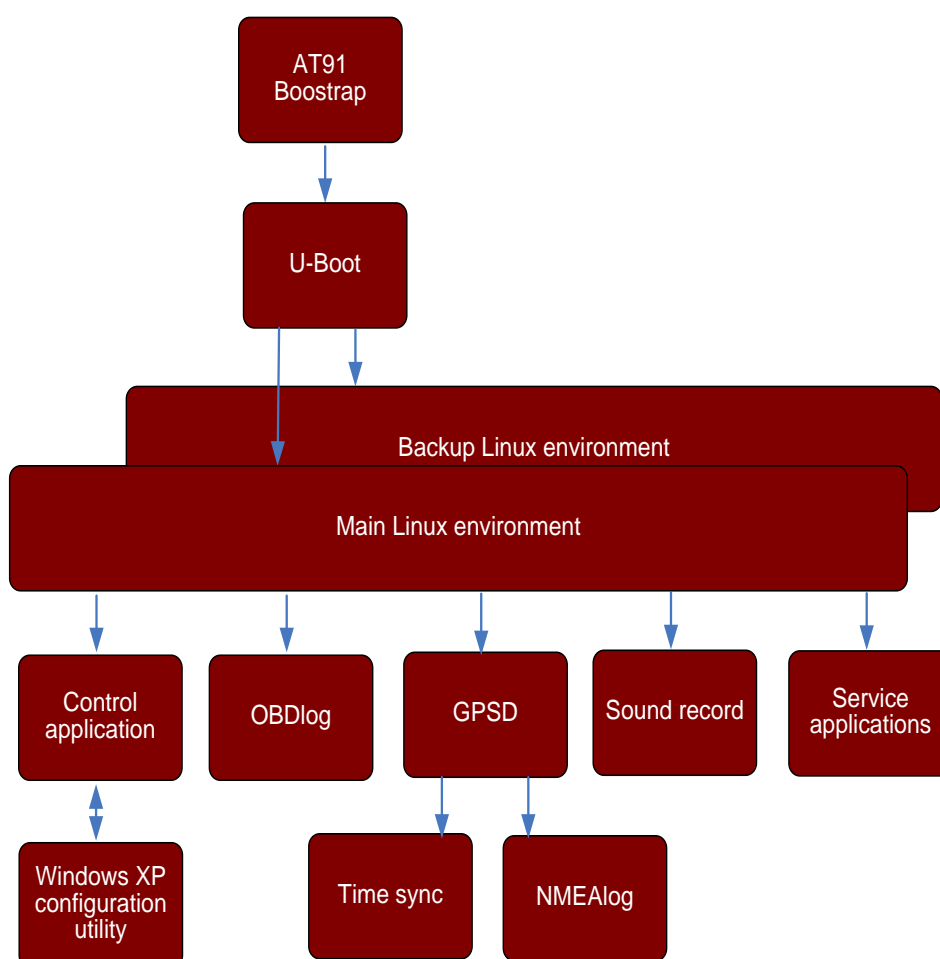 AT91
Boostrap
U-Boot
Backup Linux environment
Main Linux environment
Control
application
OBDlog
GPSD
Sound record
Service
applications
Windows XP
configuration
utility
Time sync
NMEAlog